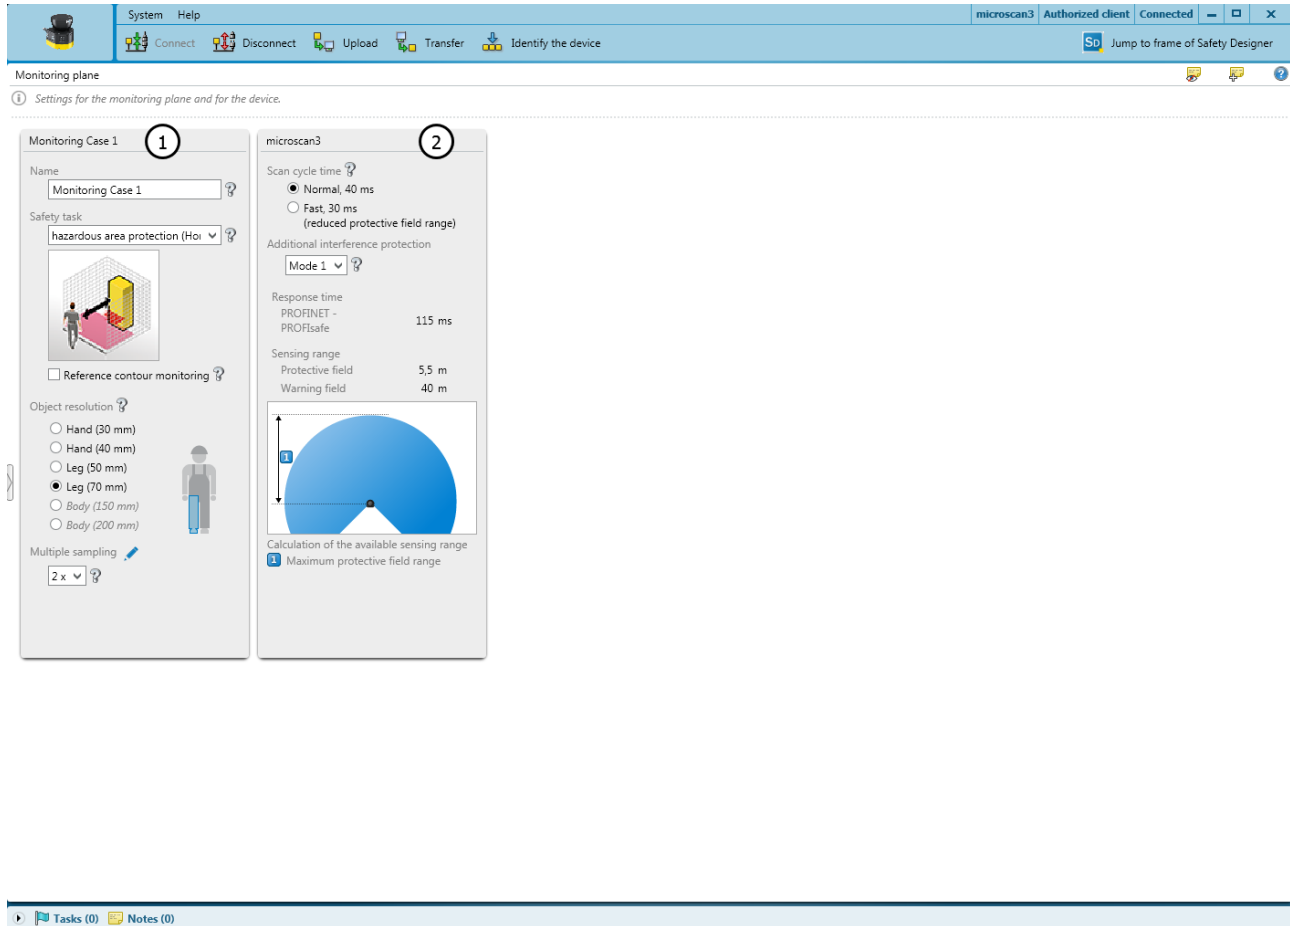 System Help
microscan3 Authorized client Connected
Connect Disconnect Upload Transfer Identify the device
SD Jump to frame of Safety Designer
Monitoring plane
Settings for the monitoring plane and for the device.
Monitoring Case 1
1
Name
Monitoring Case 1
Safety task
hazardous area protection (Hor
Reference contour monitoring
Object resolution
Hand (30 mm)
Hand (40 mm)
Leg (50 mm)
Leg (70 mm)
Body (150 mm)
Body (200 mm)
Multiple sampling
2 x
microscan3
2
Scan cycle time
Normal, 40 ms
Fast, 30 ms
(reduced protective field range)
Additional interference protection
Mode 1
Response time
PROFINET -
PROFIsafe 115 ms
Sensing range
Protective field 5,5 m
Warning field 40 m
1
Calculation of the available sensing range
1 Maximum protective field range
Tasks (0) Notes (0)